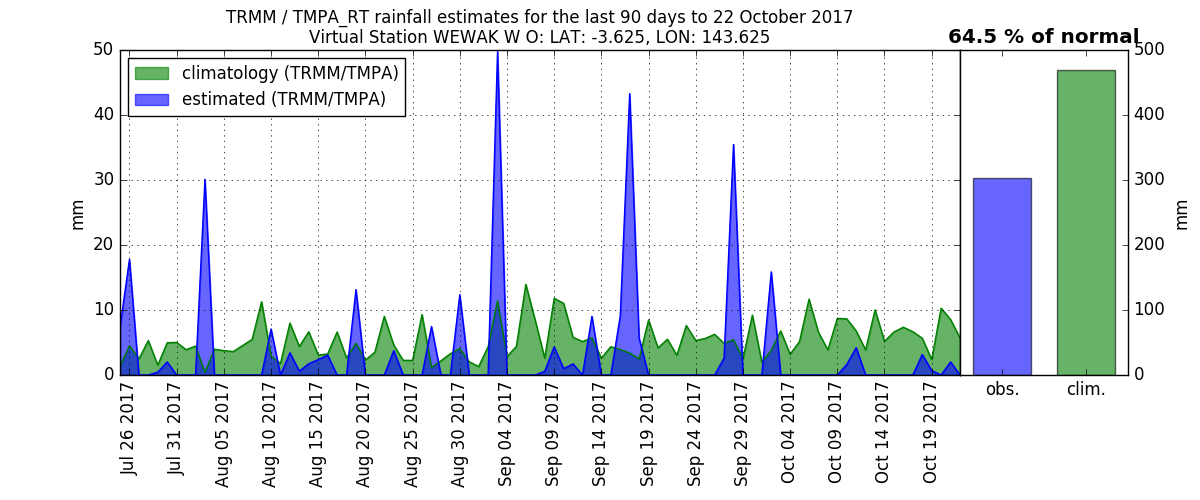 TRMM / TMPA_RT rainfall estimates for the last 90 days to 22 October 2017
Virtual Station WEWAK W O: LAT: -3.625, LON: 143.625
64.5 % of normal
climatology (TRMM/TMPA)
estimated (TRMM/TMPA)
50
40
30
20
10
0
mm
Jul 26 2017
Jul 31 2017
Aug 05 2017
Aug 10 2017
Aug 15 2017
Aug 20 2017
Aug 25 2017
Aug 30 2017
Sep 04 2017
Sep 09 2017
Sep 14 2017
Sep 19 2017
Sep 24 2017
Sep 29 2017
Oct 04 2017
Oct 09 2017
Oct 14 2017
Oct 19 2017
obs.
clim.
500
400
300
200
100
0
mm